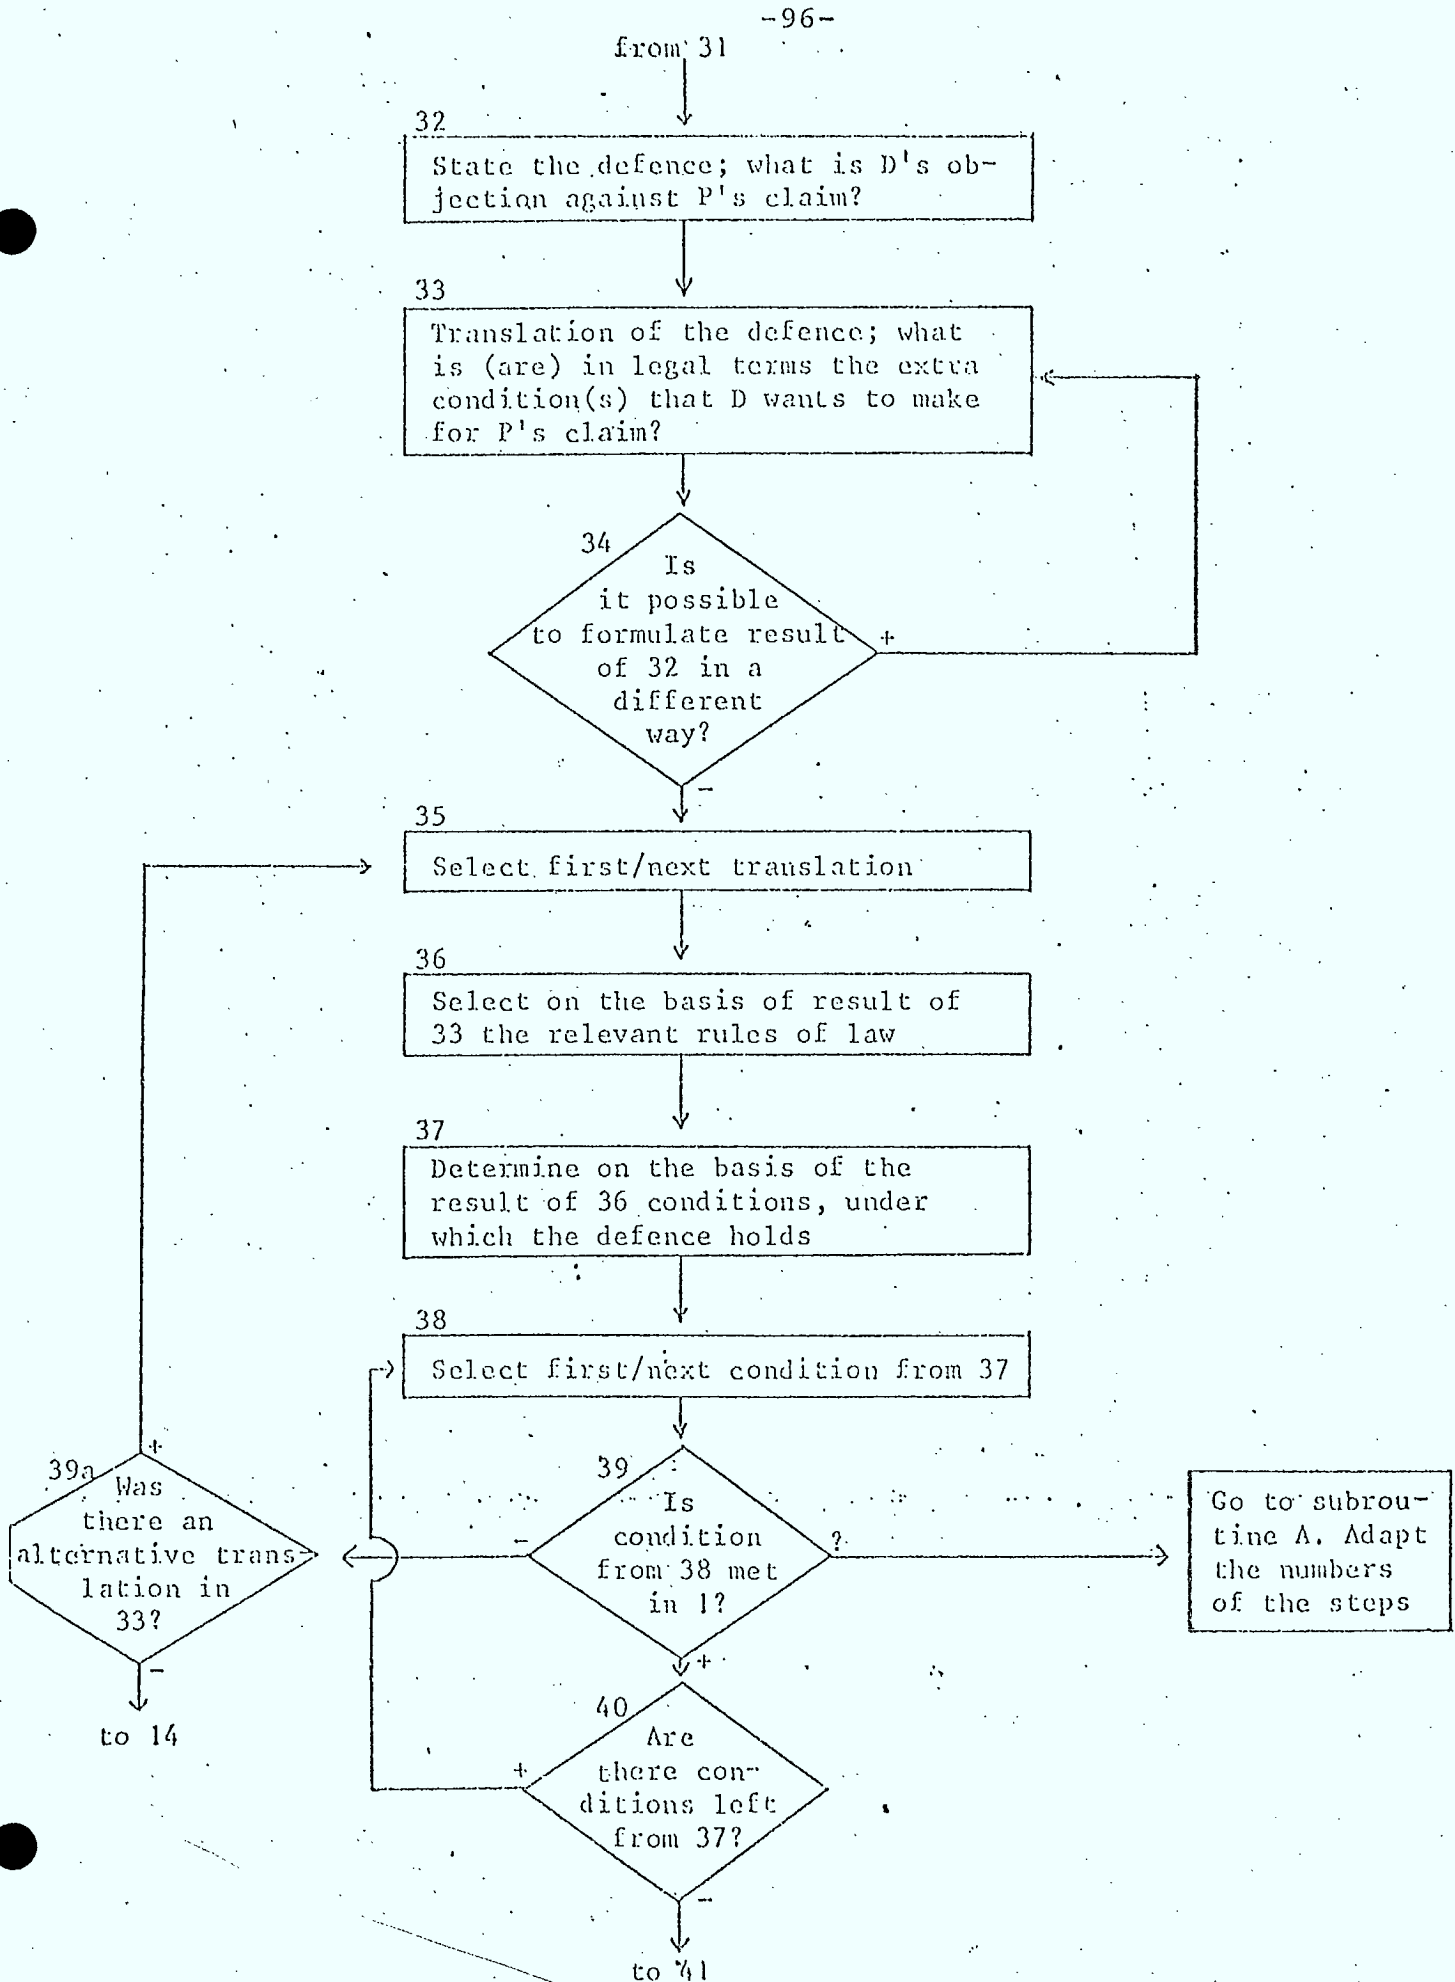 -96-
from 31
32
State the defence; what is D's ob-
jection against P's claim?
33
Translation of the defence; what
is (are) in legal terms the extra
condition(s) that D wants to make
for P's claim?
34
Is
it possible
to formulate result
of 32 in a
different
way?
+
-
35
Select first/next translation
36
Select on the basis of result of
33 the relevant rules of law
37
Determine on the basis of the
result of 36 conditions, under
which the defence holds
38
Select first/next condition from 37
39
Is
condition
from 38 met
in 1?
-
?
+
Go to subrou-
tine A. Adapt
the numbers
of the steps
+
39a
Was
there an
alternative trans-
lation in
33?
-
to 14
40
Are
there con-
ditions left
from 37?
+
-
to 41